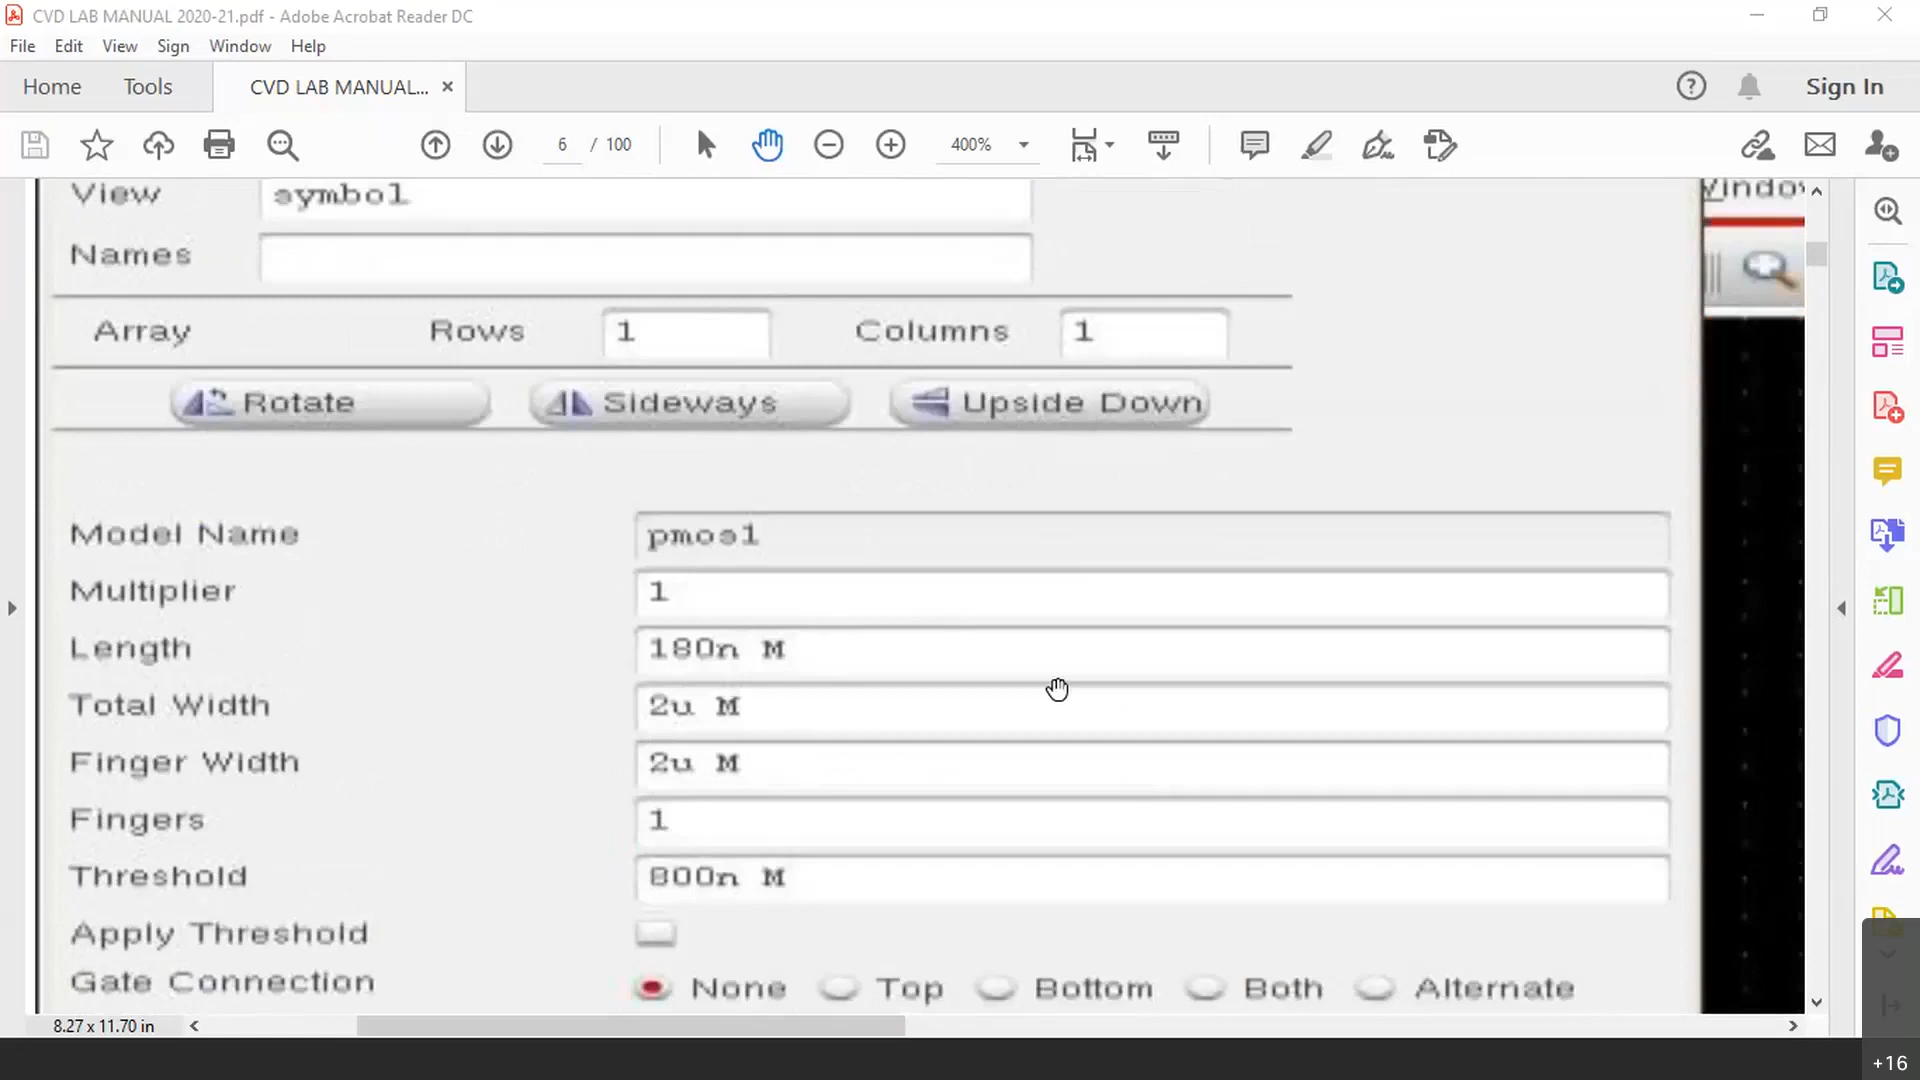 CVD LAB MANUAL 2020-21.pdf - Adobe Acrobat Reader DC
File Edit View Sign Window Help
Home Tools CVD LAB MANUAL... × Sign In
6 / 100 400%
View symbol
Names
Array Rows 1 Columns 1
Rotate Sideways Upside Down
Model Name pmos1
Multiplier 1
Length 180n M
Total Width 2u M
Finger Width 2u M
Fingers 1
Threshold 800n M
Apply Threshold
Gate Connection None Top Bottom Both Alternate
8.27 x 11.70 in
+16